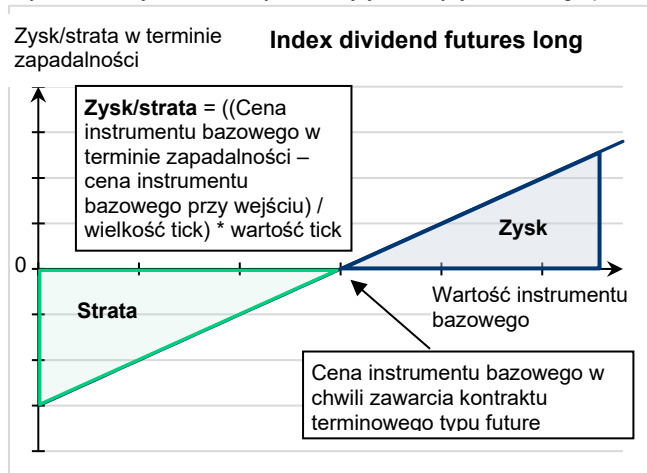 Zysk/strata w terminie
zapadalności
Index dividend futures long
Zysk/strata = ((Cena
instrumentu bazowego w
terminie zapadalności –
cena instrumentu
bazowego przy wejściu) /
wielkość tick) * wartość tick
Zysk
0
Strata
Wartość instrumentu
bazowego
Cena instrumentu bazowego w
chwili zawarcia kontraktu
terminowego typu future